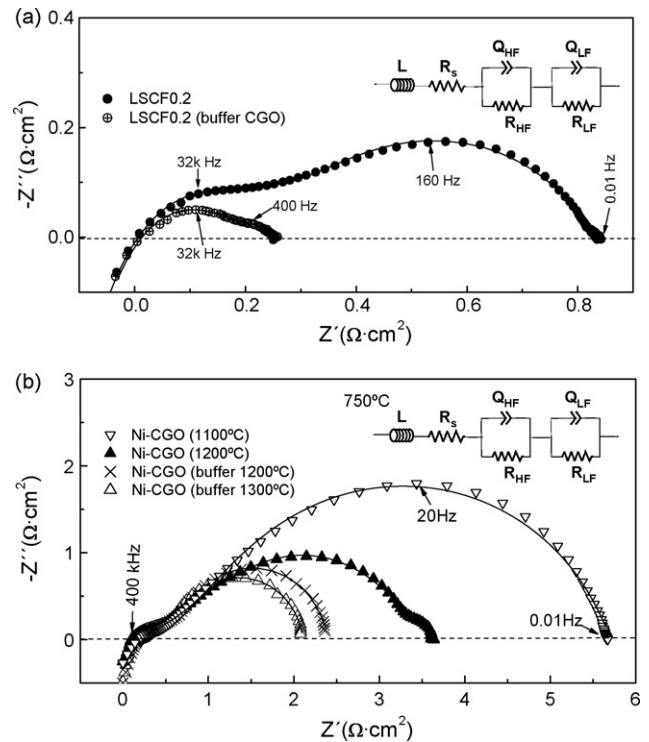 (a)
0.4
0.2
0.0
-Z´´(Ω·cm²)
LSCF0.2
LSCF0.2 (buffer CGO)
L
Rs
QHF
RHF
QLF
RLF
32k Hz
400 Hz
32k Hz
160 Hz
0.01 Hz
0.0 0.2 0.4 0.6 0.8
Z´(Ω·cm²)
(b)
3
2
1
0
-Z´´(Ω·cm²)
750ºC
Ni-CGO (1100ºC)
Ni-CGO (1200ºC)
Ni-CGO (buffer 1200ºC)
Ni-CGO (buffer 1300ºC)
L
Rs
QHF
RHF
QLF
RLF
400 kHz
20Hz
0.01Hz
0 1 2 3 4 5 6
Z´(Ω·cm²)